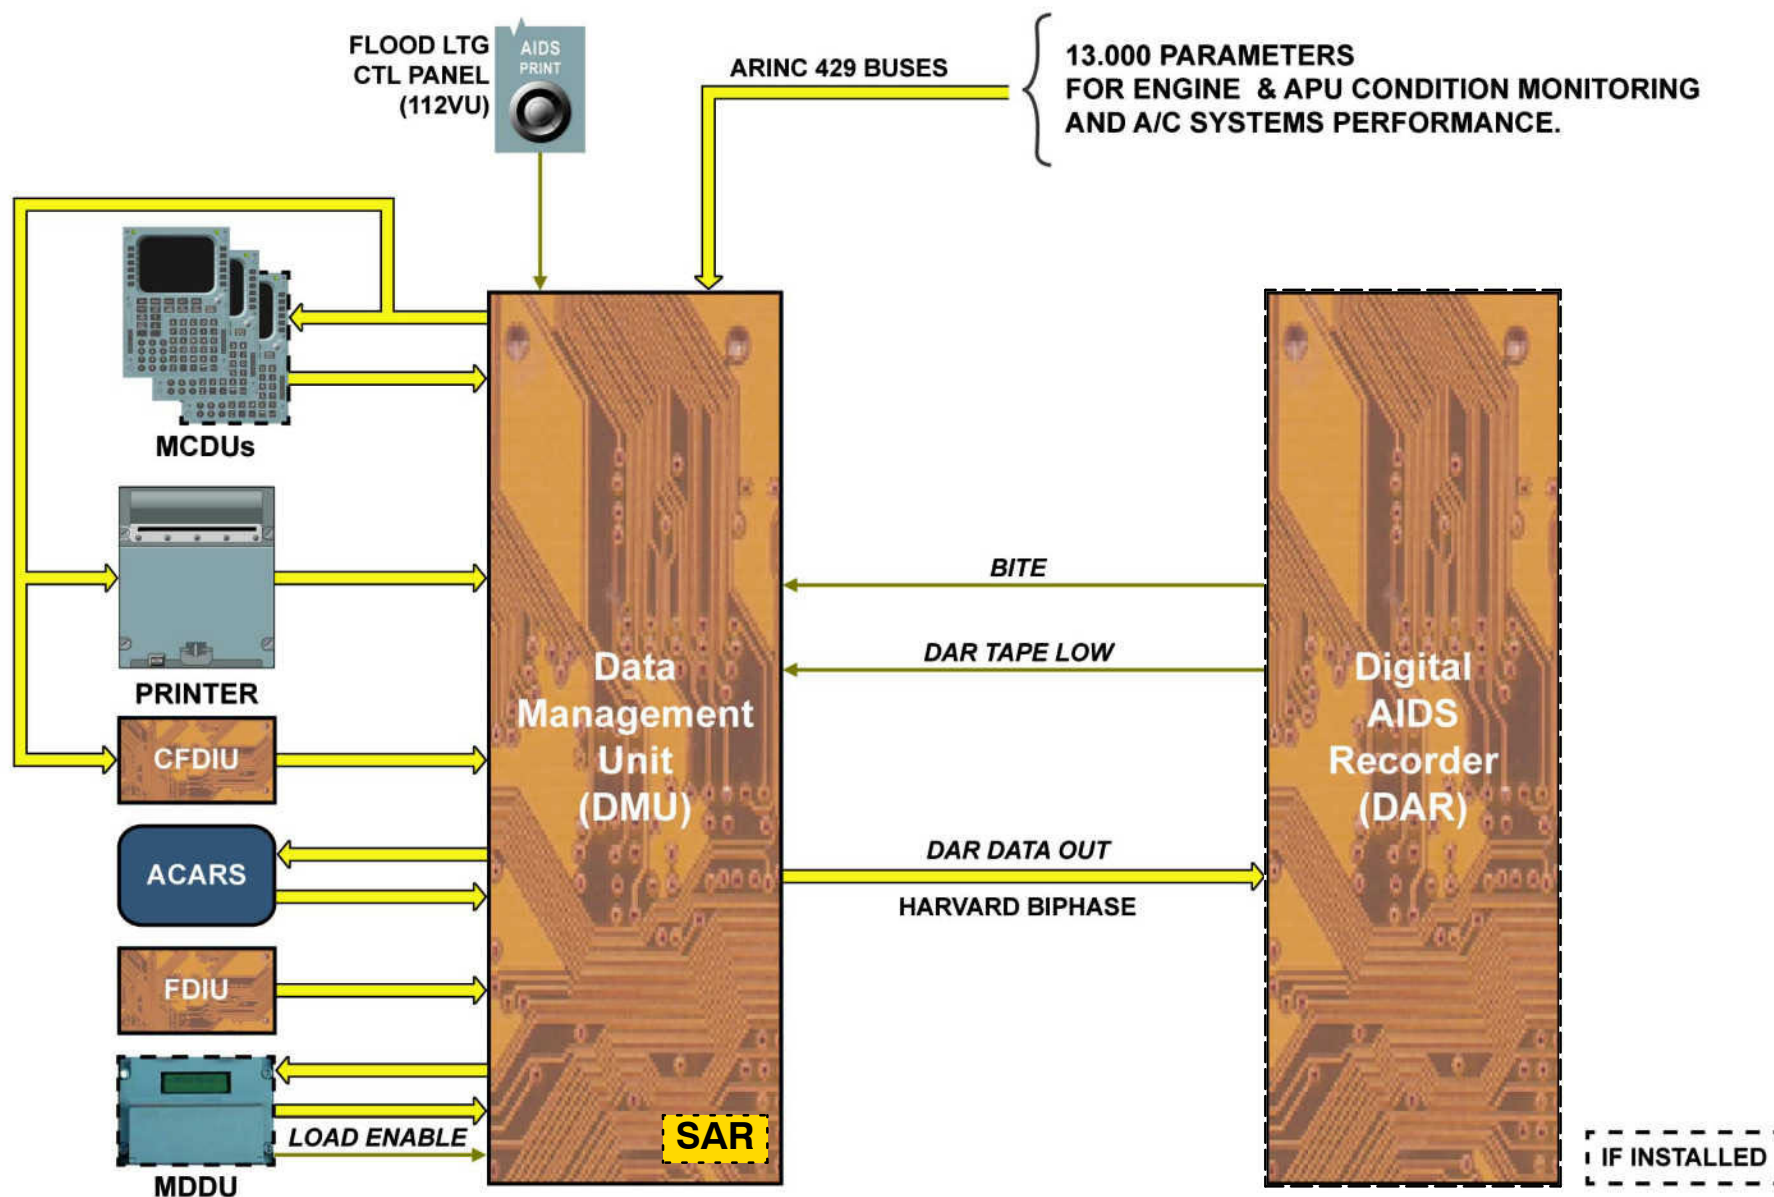 FLOOD LTG
CTL PANEL
(112VU)
AIDS
PRINT
ARINC 429 BUSES
13.000 PARAMETERS
FOR ENGINE & APU CONDITION MONITORING
AND A/C SYSTEMS PERFORMANCE.
MCDUs
PRINTER
CFDIU
ACARS
FDIU
LOAD ENABLE
MDDU
Data
Management
Unit
(DMU)
SAR
BITE
DAR TAPE LOW
DAR DATA OUT
HARVARD BIPHASE
Digital
AIDS
Recorder
(DAR)
IF INSTALLED